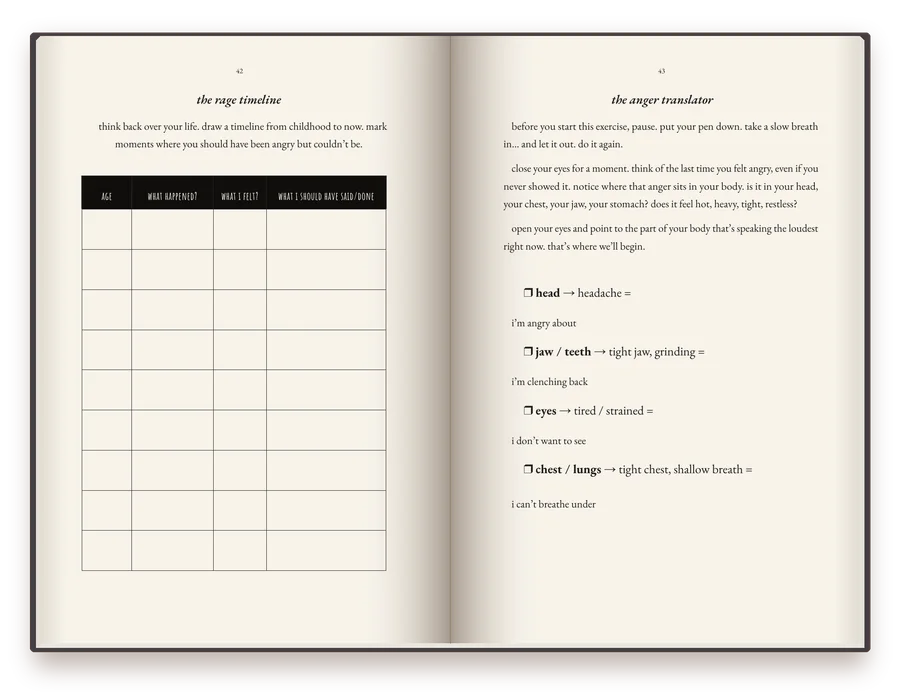 42
the rage timeline
think back over your life. draw a timeline from childhood to now. mark
moments where you should have been angry but couldn't be.
AGE WHAT HAPPENED? WHAT I FELT? WHAT I SHOULD HAVE SAID/DONE
43
the anger translator
before you start this exercise, pause. put your pen down. take a slow breath
in... and let it out. do it again.
close your eyes for a moment. think of the last time you felt angry, even if you
never showed it. notice where that anger sits in your body. is it in your head,
your chest, your jaw, your stomach? does it feel hot, heavy, tight, restless?
open your eyes and point to the part of your body that's speaking the loudest
right now. that's where we'll begin.
❐ head → headache =
i'm angry about
❐ jaw / teeth → tight jaw, grinding =
i'm clenching back
❐ eyes → tired / strained =
i don't want to see
❐ chest / lungs → tight chest, shallow breath =
i can't breathe under